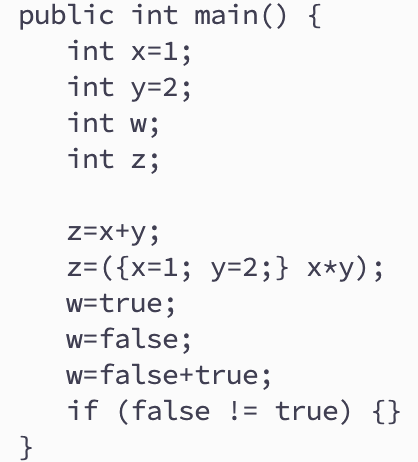 public int main() {
   int x=1;
   int y=2;
   int w;
   int z;

   z=x+y;
   z=({x=1; y=2;} x*y);
   w=true;
   w=false;
   w=false+true;
   if (false != true) {}
}